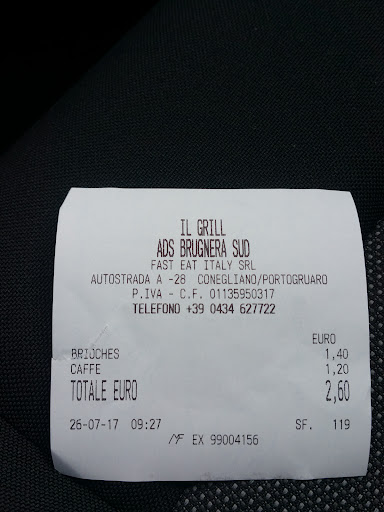 IL GRILL
ADS BRUGNERA SUD
FAST EAT ITALY SRL
AUTOSTRADA A -28 CONEGLIANO/PORTOGRUARO
P.IVA - C.F. 01135950317
TELEFONO +39 0434 627722
EURO
BRIOCHES 1,40
CAFFE 1,20
TOTALE EURO 2,60
26-07-17 09:27 SF. 119
MF EX 99004156